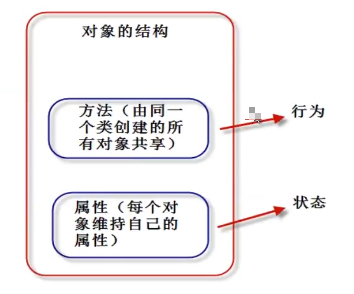 对象的结构
方法（由同一
个类创建的所
有对象共享）
行为
属性（每个对
象维持自己的
属性）
状态